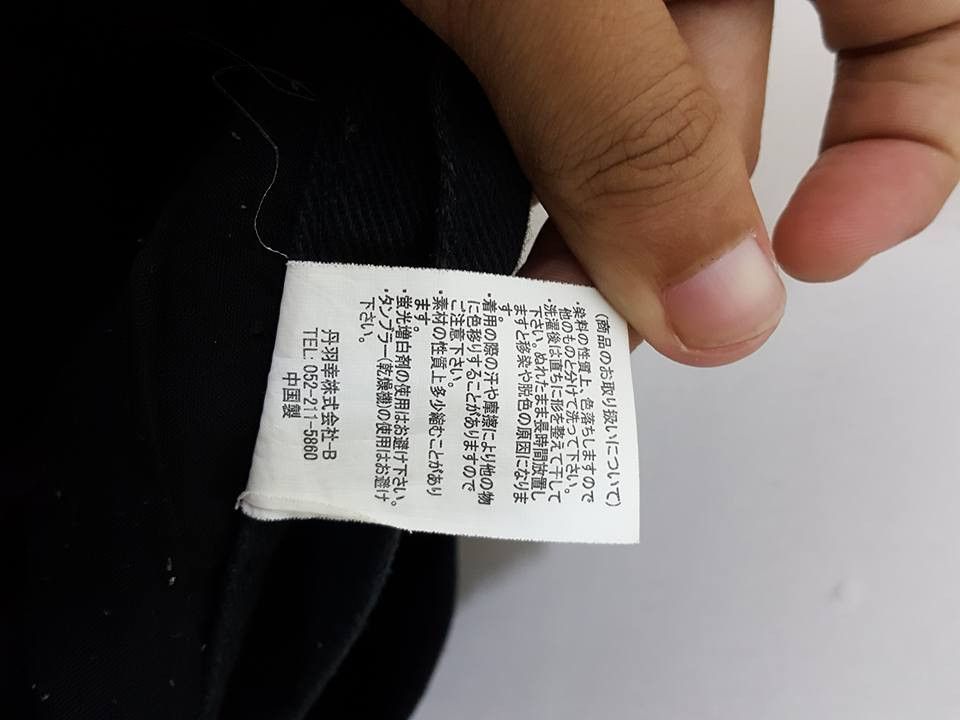 (商品のお取り扱いについて)
・染料の性質上、色落ちしますので
他のものと分けて洗って下さい。
・洗濯後は直ちに形を整えて干して
下さい。ぬれたまま長時間放置し
ますと移染や脱色の原因になりま
す。
・着用の際の汗や摩擦により他の物
に色移りすることがありますので
ご注意下さい。
・素材の性質上多少縮むことがあり
ます。
・蛍光増白剤の使用はお避け下さい。
・タンブラー(乾燥機)の使用はお避け
下さい。
丹羽幸株式会社-B
TEL: 052-211-5860
中国製